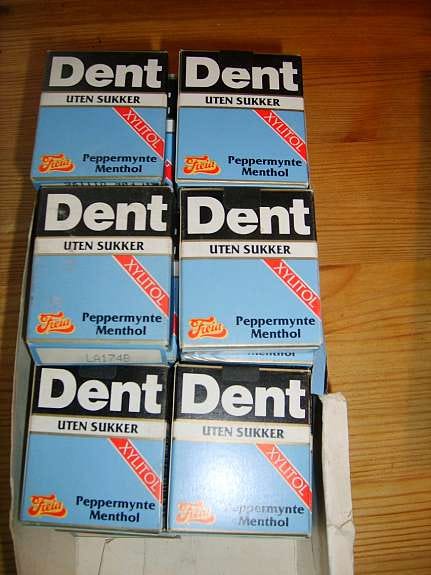 Dent
UTEN SUKKER
XYLITOL
Freia
Peppermynte
Menthol
Dent
UTEN SUKKER
XYLITOL
Freia
Peppermynte
Menthol
Dent
UTEN SUKKER
XYLITOL
Freia
Peppermynte
Menthol
LA174B
Dent
UTEN SUKKER
XYLITOL
Freia
Peppermynte
Menthol
Dent
UTEN SUKKER
XYLITOL
Freia
Peppermynte
Menthol
Dent
UTEN SUKKER
XYLITOL
Freia
Peppermynte
Menthol